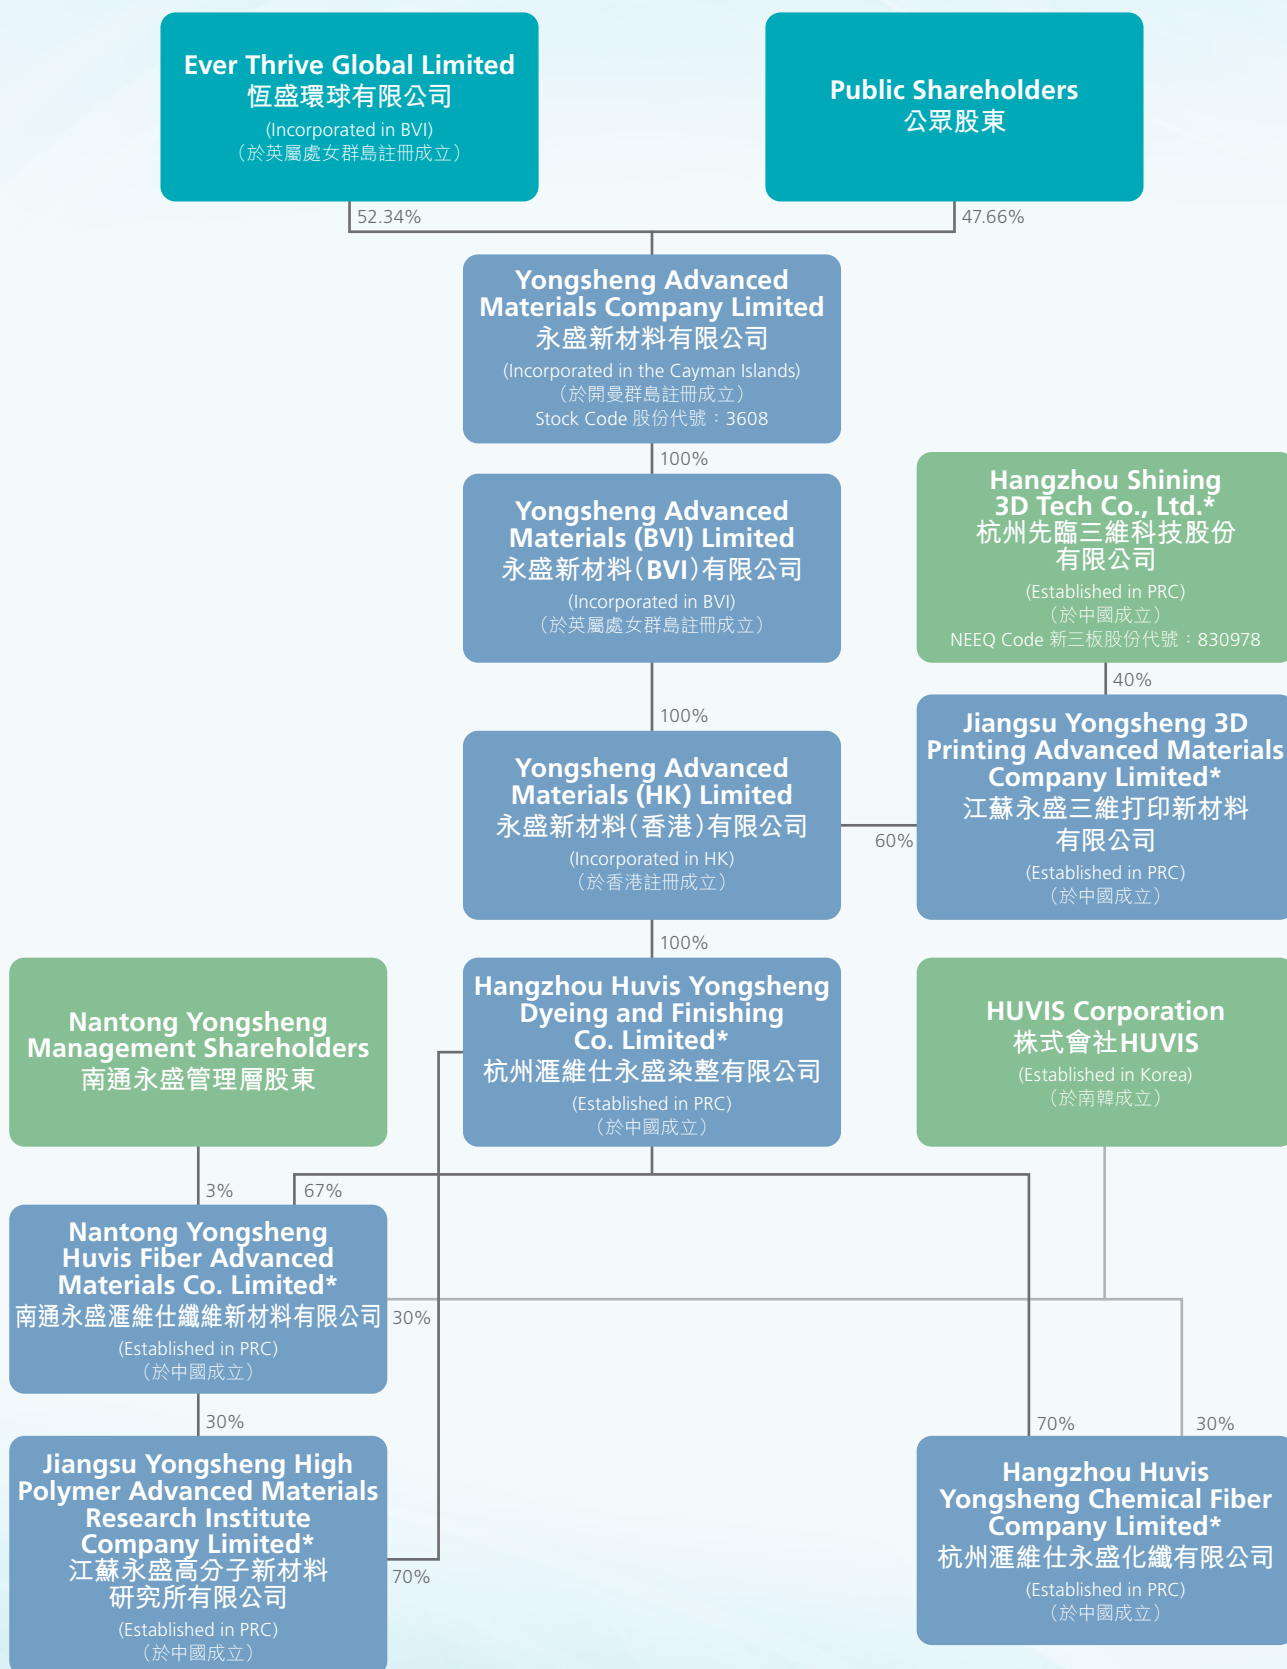 Ever Thrive Global Limited
恆盛環球有限公司
(Incorporated in BVI)
（於英屬處女群島註冊成立）
Public Shareholders
公眾股東
52.34%
47.66%
Yongsheng Advanced
Materials Company Limited
永盛新材料有限公司
(Incorporated in the Cayman Islands)
（於開曼群島註冊成立）
Stock Code 股份代號：3608
100%
Yongsheng Advanced
Materials (BVI) Limited
永盛新材料（BVI）有限公司
(Incorporated in BVI)
（於英屬處女群島註冊成立）
Hangzhou Shining
3D Tech Co., Ltd.*
杭州先臨三維科技股份
有限公司
(Established in PRC)
（於中國成立）
NEEQ Code 新三板股份代號：830978
100%
40%
Yongsheng Advanced
Materials (HK) Limited
永盛新材料（香港）有限公司
(Incorporated in HK)
（於香港註冊成立）
60%
Jiangsu Yongsheng 3D
Printing Advanced Materials
Company Limited*
江蘇永盛三維打印新材料
有限公司
(Established in PRC)
（於中國成立）
100%
Nantong Yongsheng
Management Shareholders
南通永盛管理層股東
Hangzhou Huvis Yongsheng
Dyeing and Finishing
Co. Limited*
杭州滙維仕永盛染整有限公司
(Established in PRC)
（於中國成立）
HUVIS Corporation
株式會社HUVIS
(Established in Korea)
（於南韓成立）
3%
67%
Nantong Yongsheng
Huvis Fiber Advanced
Materials Co. Limited*
南通永盛滙維仕纖維新材料有限公司
(Established in PRC)
（於中國成立）
30%
30%
70%
30%
Jiangsu Yongsheng High
Polymer Advanced Materials
Research Institute
Company Limited*
江蘇永盛高分子新材料
研究所有限公司
(Established in PRC)
（於中國成立）
70%
Hangzhou Huvis
Yongsheng Chemical Fiber
Company Limited*
杭州滙維仕永盛化纖有限公司
(Established in PRC)
（於中國成立）